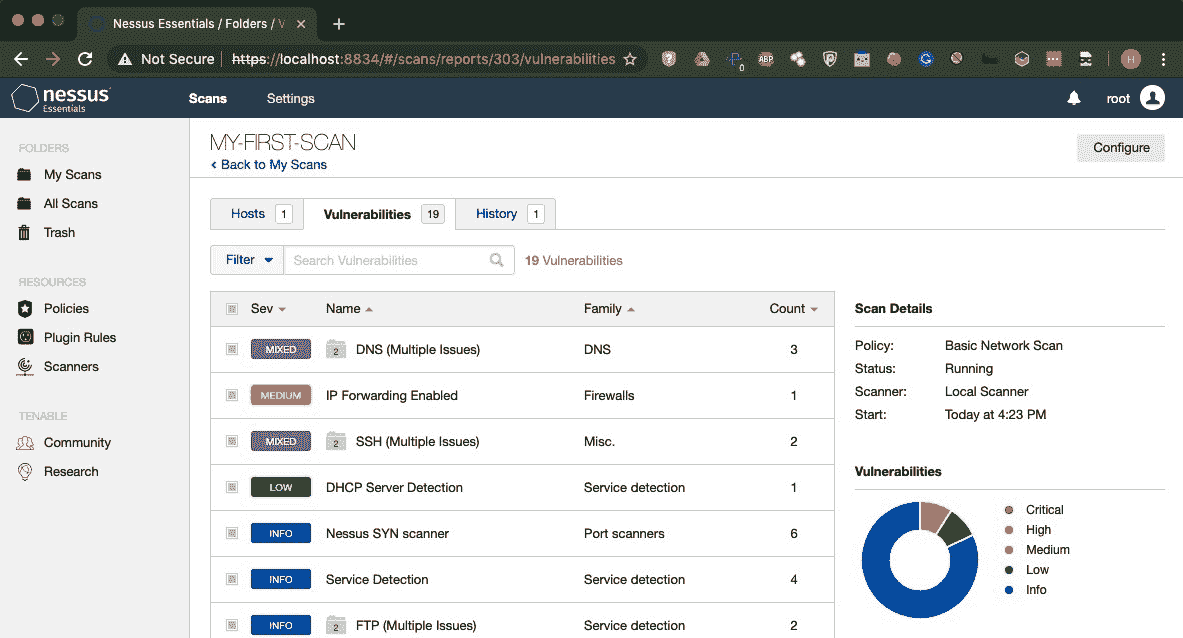 Nessus Essentials / Folders /
Not Secure https://localhost:8834/#/scans/reports/303/vulnerabilities
0 ABP H
nessus
Essentials
Scans Settings root
FOLDERS
My Scans
All Scans
Trash
RESOURCES
Policies
Plugin Rules
Scanners
TENABLE
Community
Research
MY-FIRST-SCAN
Back to My Scans
Configure
Hosts 1 Vulnerabilities 19 History 1
Filter Search Vulnerabilities 19 Vulnerabilities
Sev Name Family Count
MIXED 2 DNS (Multiple Issues) DNS 3
MEDIUM IP Forwarding Enabled Firewalls 1
MIXED 2 SSH (Multiple Issues) Misc. 2
LOW DHCP Server Detection Service detection 1
INFO Nessus SYN scanner Port scanners 6
INFO Service Detection Service detection 4
INFO 2 FTP (Multiple Issues) Service detection 2
Scan Details
Policy: Basic Network Scan
Status: Running
Scanner: Local Scanner
Start: Today at 4:23 PM
Vulnerabilities
Critical
High
Medium
Low
Info